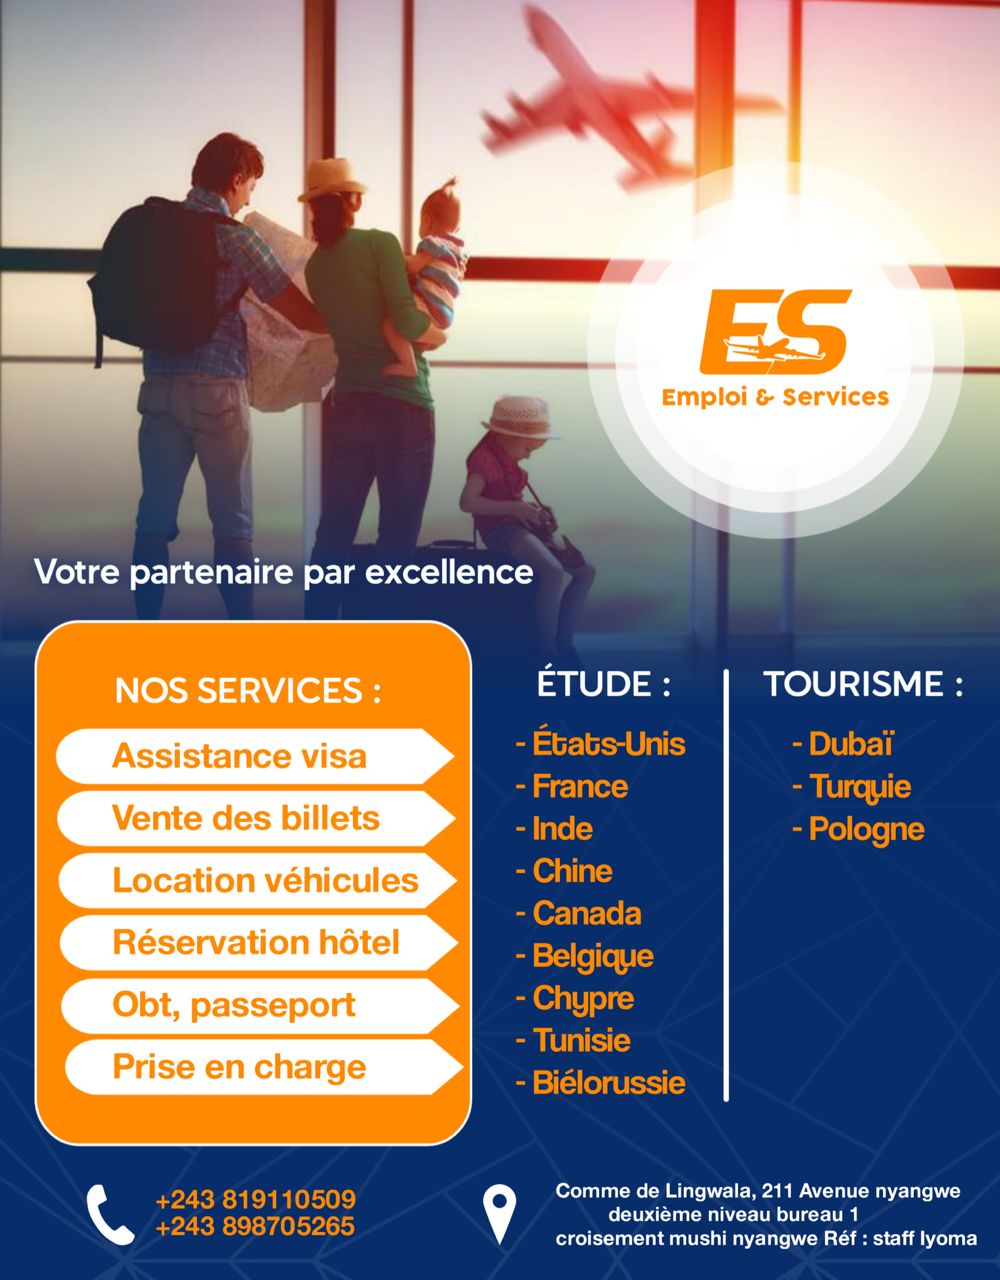 ES
Emploi & Services
Votre partenaire par excellence
NOS SERVICES :
Assistance visa
Vente des billets
Location véhicules
Réservation hôtel
Obt, passeport
Prise en charge
ÉTUDE :
- États-Unis
- France
- Inde
- Chine
- Canada
- Belgique
- Chypre
- Tunisie
- Biélorussie
TOURISME :
- Dubaï
- Turquie
- Pologne
+243 819110509
+243 898705265
Comme de Lingwala, 211 Avenue nyangwe
deuxième niveau bureau 1
croisement mushi nyangwe Réf : staff lyoma